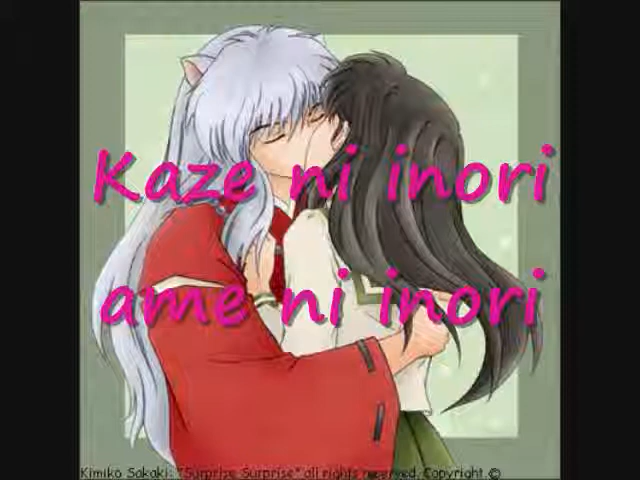 Kaze ni inori
ame ni inori
Kimiko Sakaki: "Surprise Surprise" all rights reserved. Copyright ©